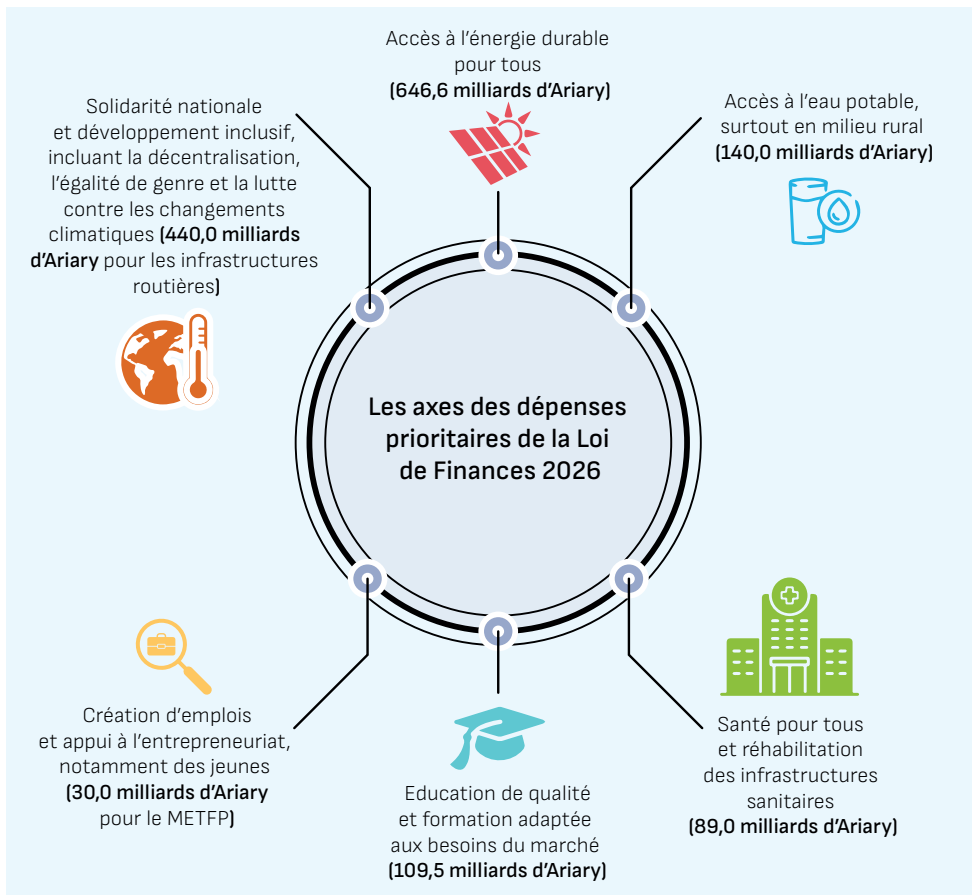 Accès à l'énergie durable
pour tous
(646,6 milliards d'Ariary)
Accès à l'eau potable,
surtout en milieu rural
(140,0 milliards d'Ariary)
Solidarité nationale
et développement inclusif,
incluant la décentralisation,
l'égalité de genre et la lutte
contre les changements
climatiques (440,0 milliards
d'Ariary pour les infrastructures
routières)
Les axes des dépenses
prioritaires de la Loi
de Finances 2026
Création d'emplois
et appui à l'entrepreneuriat,
notamment des jeunes
(30,0 milliards d'Ariary
pour le METFP)
Education de qualité
et formation adaptée
aux besoins du marché
(109,5 milliards d'Ariary)
Santé pour tous
et réhabilitation
des infrastructures
sanitaires
(89,0 milliards d'Ariary)